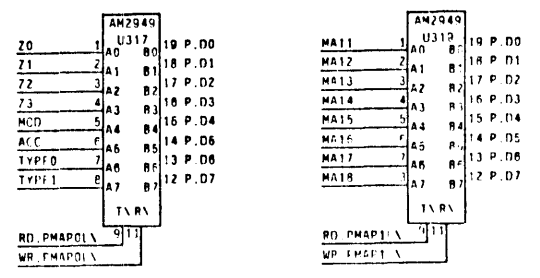 AM2949
U317
Z0 1 A0 B0 19 P.D0
Z1 2 A1 B1 18 P.D1
Z2 3 A2 B2 17 P.D2
Z3 4 A3 B3 16 P.D3
MOD 5 A4 B4 15 P.D4
ACC 6 A5 B5 14 P.D5
TYPE0 7 A6 B6 13 P.D6
TYPE1 8 A7 B7 12 P.D7
T\ R\
RD.PMAP0\ 9 11
WR.PMAP0\
AM2949
U319
MA11 1 A0 B0 19 P.D0
MA12 2 A1 B1 18 P.D1
MA13 3 A2 B2 17 P.D2
MA14 4 A3 B3 16 P.D3
MA15 5 A4 B4 15 P.D4
MA16 6 A5 14 P.D5
MA17 7 A6 B6 13 P.D6
MA18 A7 B7 12 P.D7
T\ R\
RD.PMAP1\ 9 11
WR.PMAP1\